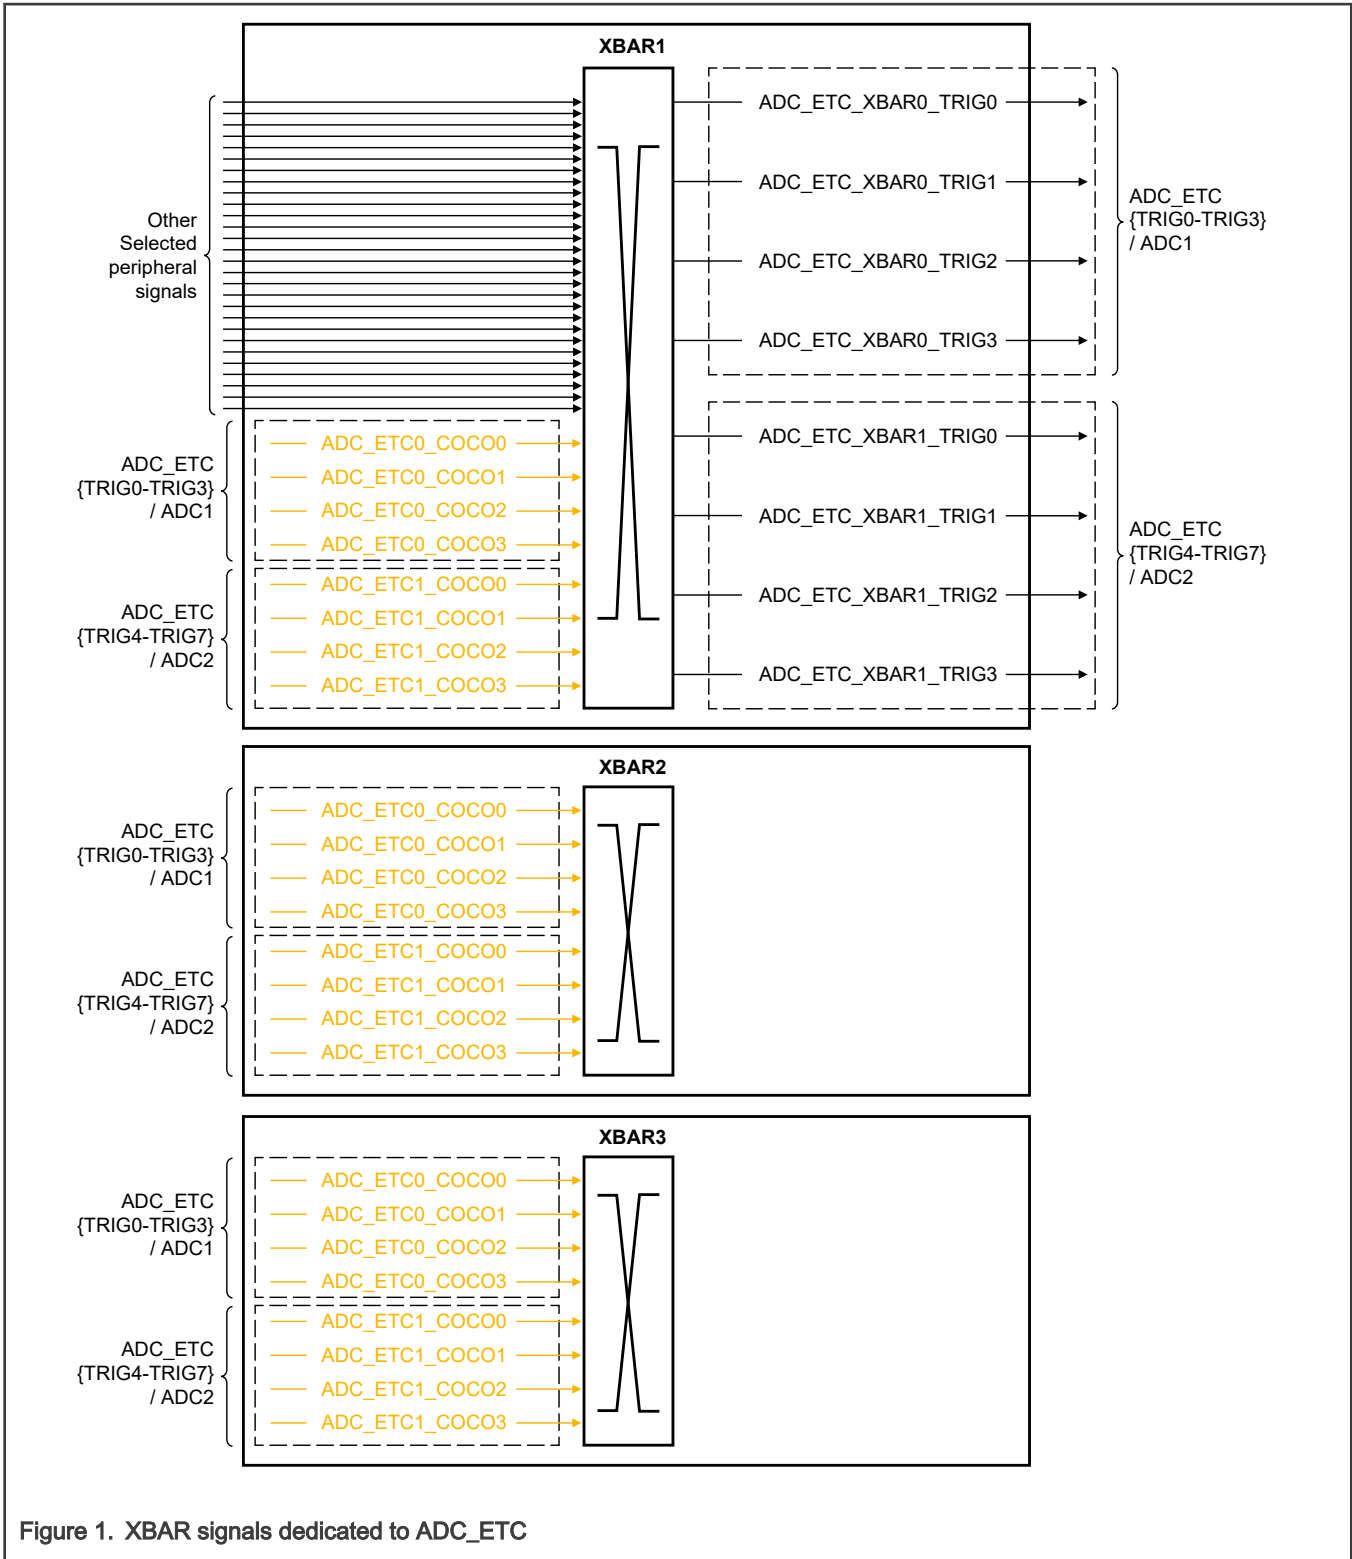 XBAR1
Other
Selected
peripheral
signals
ADC_ETC
{TRIG0-TRIG3}
/ ADC1
ADC_ETC0_COCO0
ADC_ETC0_COCO1
ADC_ETC0_COCO2
ADC_ETC0_COCO3
ADC_ETC
{TRIG4-TRIG7}
/ ADC2
ADC_ETC1_COCO0
ADC_ETC1_COCO1
ADC_ETC1_COCO2
ADC_ETC1_COCO3
ADC_ETC_XBAR0_TRIG0
ADC_ETC_XBAR0_TRIG1
ADC_ETC_XBAR0_TRIG2
ADC_ETC_XBAR0_TRIG3
ADC_ETC
{TRIG0-TRIG3}
/ ADC1
ADC_ETC_XBAR1_TRIG0
ADC_ETC_XBAR1_TRIG1
ADC_ETC_XBAR1_TRIG2
ADC_ETC_XBAR1_TRIG3
ADC_ETC
{TRIG4-TRIG7}
/ ADC2
XBAR2
ADC_ETC
{TRIG0-TRIG3}
/ ADC1
ADC_ETC0_COCO0
ADC_ETC0_COCO1
ADC_ETC0_COCO2
ADC_ETC0_COCO3
ADC_ETC
{TRIG4-TRIG7}
/ ADC2
ADC_ETC1_COCO0
ADC_ETC1_COCO1
ADC_ETC1_COCO2
ADC_ETC1_COCO3
XBAR3
ADC_ETC
{TRIG0-TRIG3}
/ ADC1
ADC_ETC0_COCO0
ADC_ETC0_COCO1
ADC_ETC0_COCO2
ADC_ETC0_COCO3
ADC_ETC
{TRIG4-TRIG7}
/ ADC2
ADC_ETC1_COCO0
ADC_ETC1_COCO1
ADC_ETC1_COCO2
ADC_ETC1_COCO3
Figure 1. XBAR signals dedicated to ADC_ETC